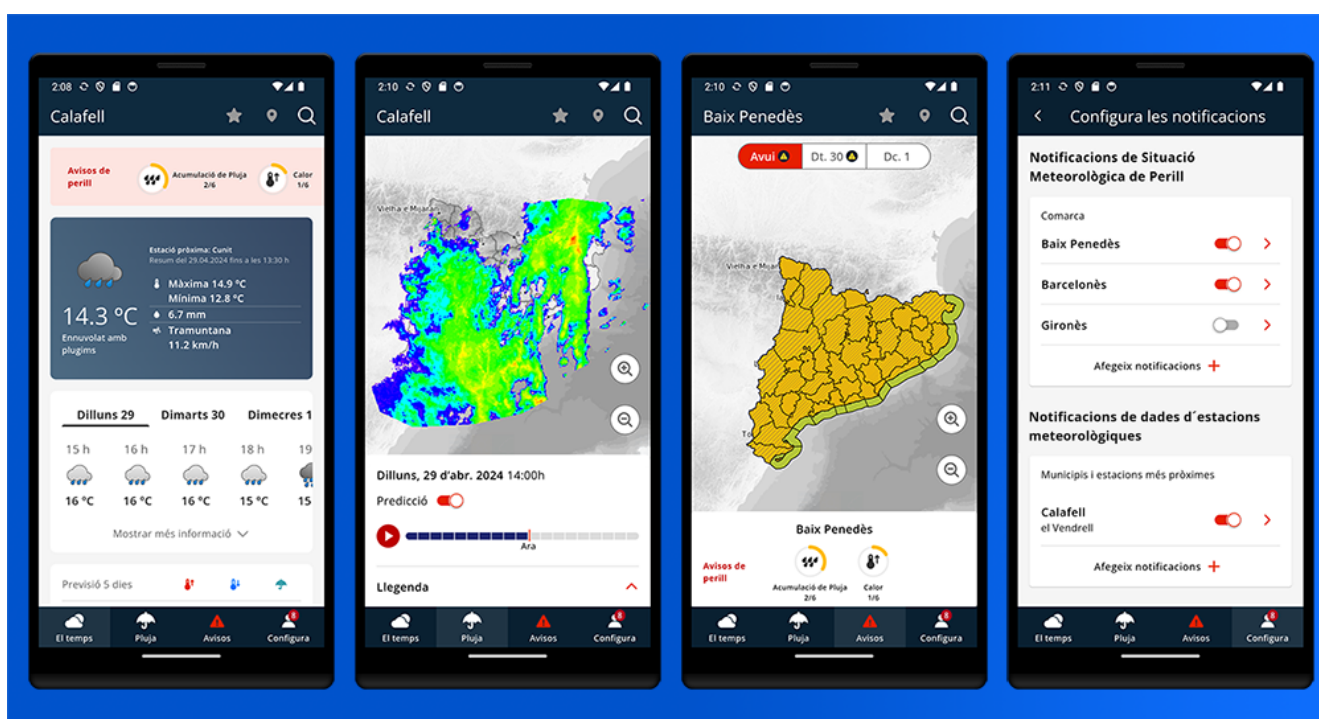 2:08
Calafell
Avisos de
perill
Acumulació de Pluja
2/6
Calor
1/6
Estació pròxima: Cunit
Resum del 29.04.2024 fins a les 13:30 h
Màxima 14.9 °C
Mínima 12.8 °C
14.3 °C
6.7 mm
Ennuvolat amb
plugims
Tramuntana
11.2 km/h
Dilluns 29 Dimarts 30 Dimecres 1
15 h 16 h 17 h 18 h 19
16 °C 16 °C 16 °C 15 °C 15
Mostrar més informació
Previsió 5 dies
El temps Pluja Avisos Configura
8
2:10
Calafell
Vielha e Mijaran
Dilluns, 29 d'abr. 2024 14:00h
Predicció
Ara
Llegenda
El temps Pluja Avisos Configura
8
2:10
Baix Penedès
Avui Dt. 30 Dc. 1
Vielha e Mijar
Baix Penedès
Avisos de
perill
Acumulació de Pluja
2/6
Calor
1/6
El temps Pluja Avisos Configura
8
2:11
Configura les notificacions
Notificacions de Situació
Meteorològica de Perill
Comarca
Baix Penedès
Barcelonès
Gironès
Afegeix notificacions +
Notificacions de dades d´estacions
meteorològiques
Municipis i estacions més pròximes
Calafell
el Vendrell
Afegeix notificacions +
El temps Pluja Avisos Configura
8